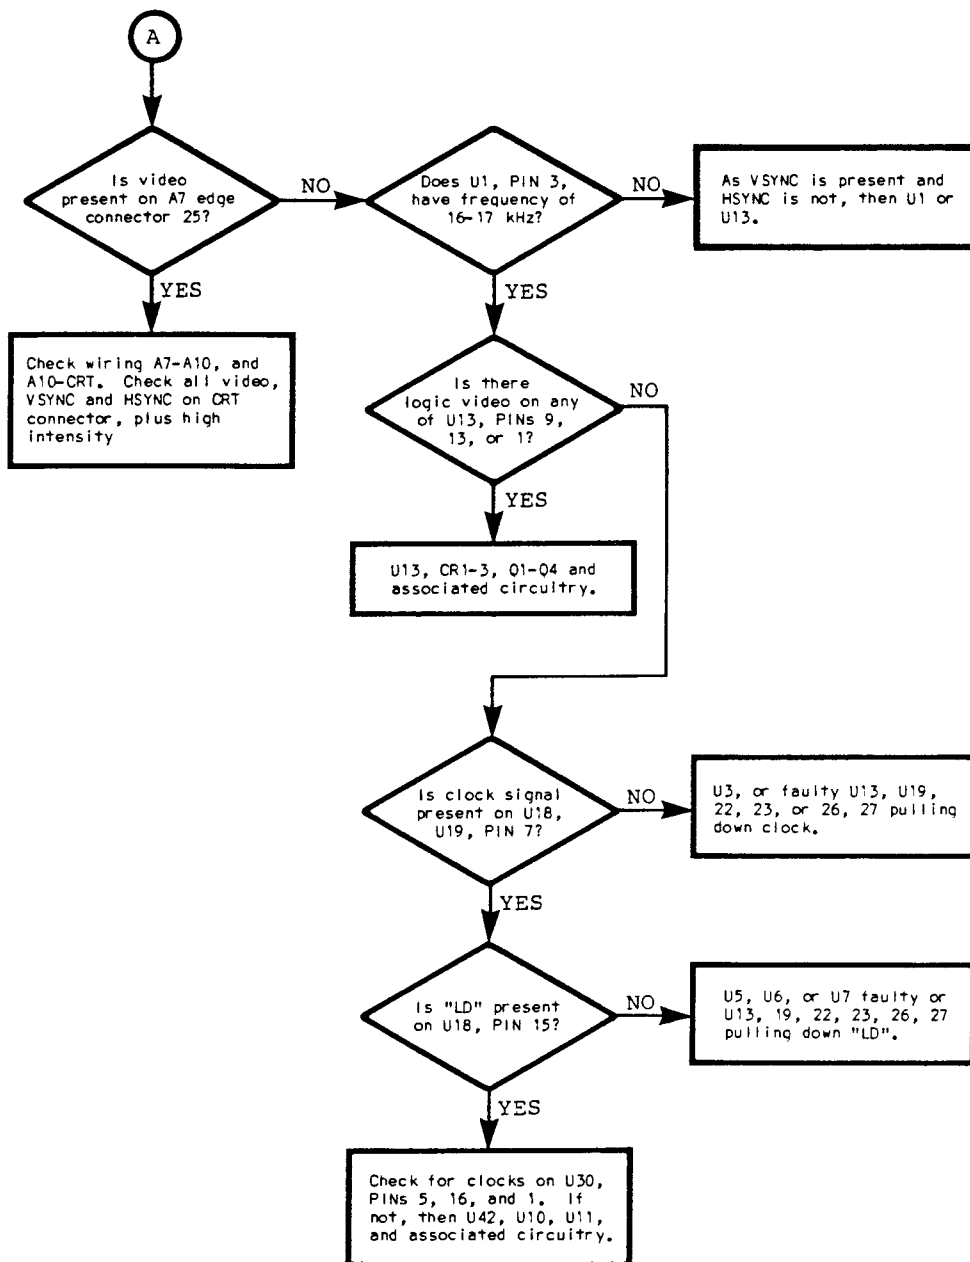 A
Is video
present on A7 edge
connector 25?
NO
YES
Does U1, PIN 3,
have frequency of
16-17 kHz?
NO
YES
As VSYNC is present and
HSYNC is not, then U1 or
U13.
Check wiring A7-A10, and
A10-CRT. Check all video,
VSYNC and HSYNC on CRT
connector, plus high
intensity
Is there
logic video on any
of U13, PINs 9,
13, or 1?
NO
YES
U13, CR1-3, Q1-Q4 and
associated circuitry.
Is clock signal
present on U18,
U19, PIN 7?
NO
YES
U3, or faulty U13, U19,
22, 23, or 26, 27 pulling
down clock.
Is "LD" present
on U18, PIN 15?
NO
YES
U5, U6, or U7 faulty or
U13, 19, 22, 23, 26, 27
pulling down "LD".
Check for clocks on U30,
PINs 5, 16, and 1. If
not, then U42, U10, U11,
and associated circuitry.